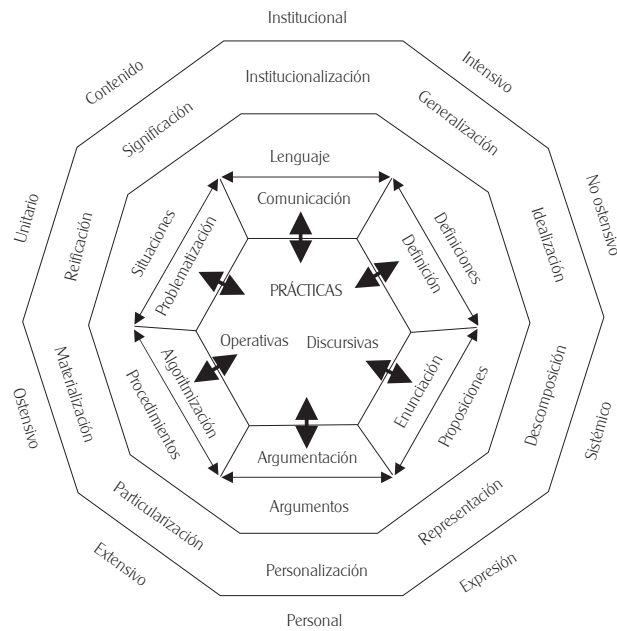 Institucional
Contenido
Intensivo
Institucionalización
Significación
Generalización
Lenguaje
Comunicación
Unitario
No ostensivo
Reificación
Idealización
Situaciones
Problematización
Definición
Definiciones
PRÁCTICAS
Operativas
Discursivas
Ostensivo
Materialización
Procedimientos
Algoritmización
Enunciación
Proposiciones
Descomposición
Sistémico
Argumentación
Argumentos
Particularización
Representación
Extensivo
Expresión
Personalización
Personal